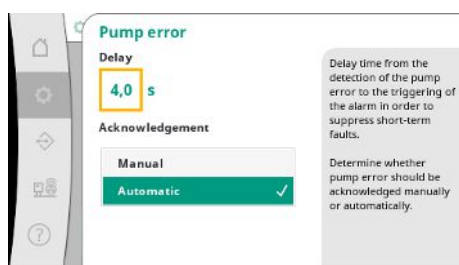 Pump error
Delay
4,0 s
Acknowledgement
Manual
Automatic
Delay time from the
detection of the pump
error to the triggering of
the alarm in order to
suppress short-term
faults.
Determine whether
pump error should be
acknowledged manually
or automatically.